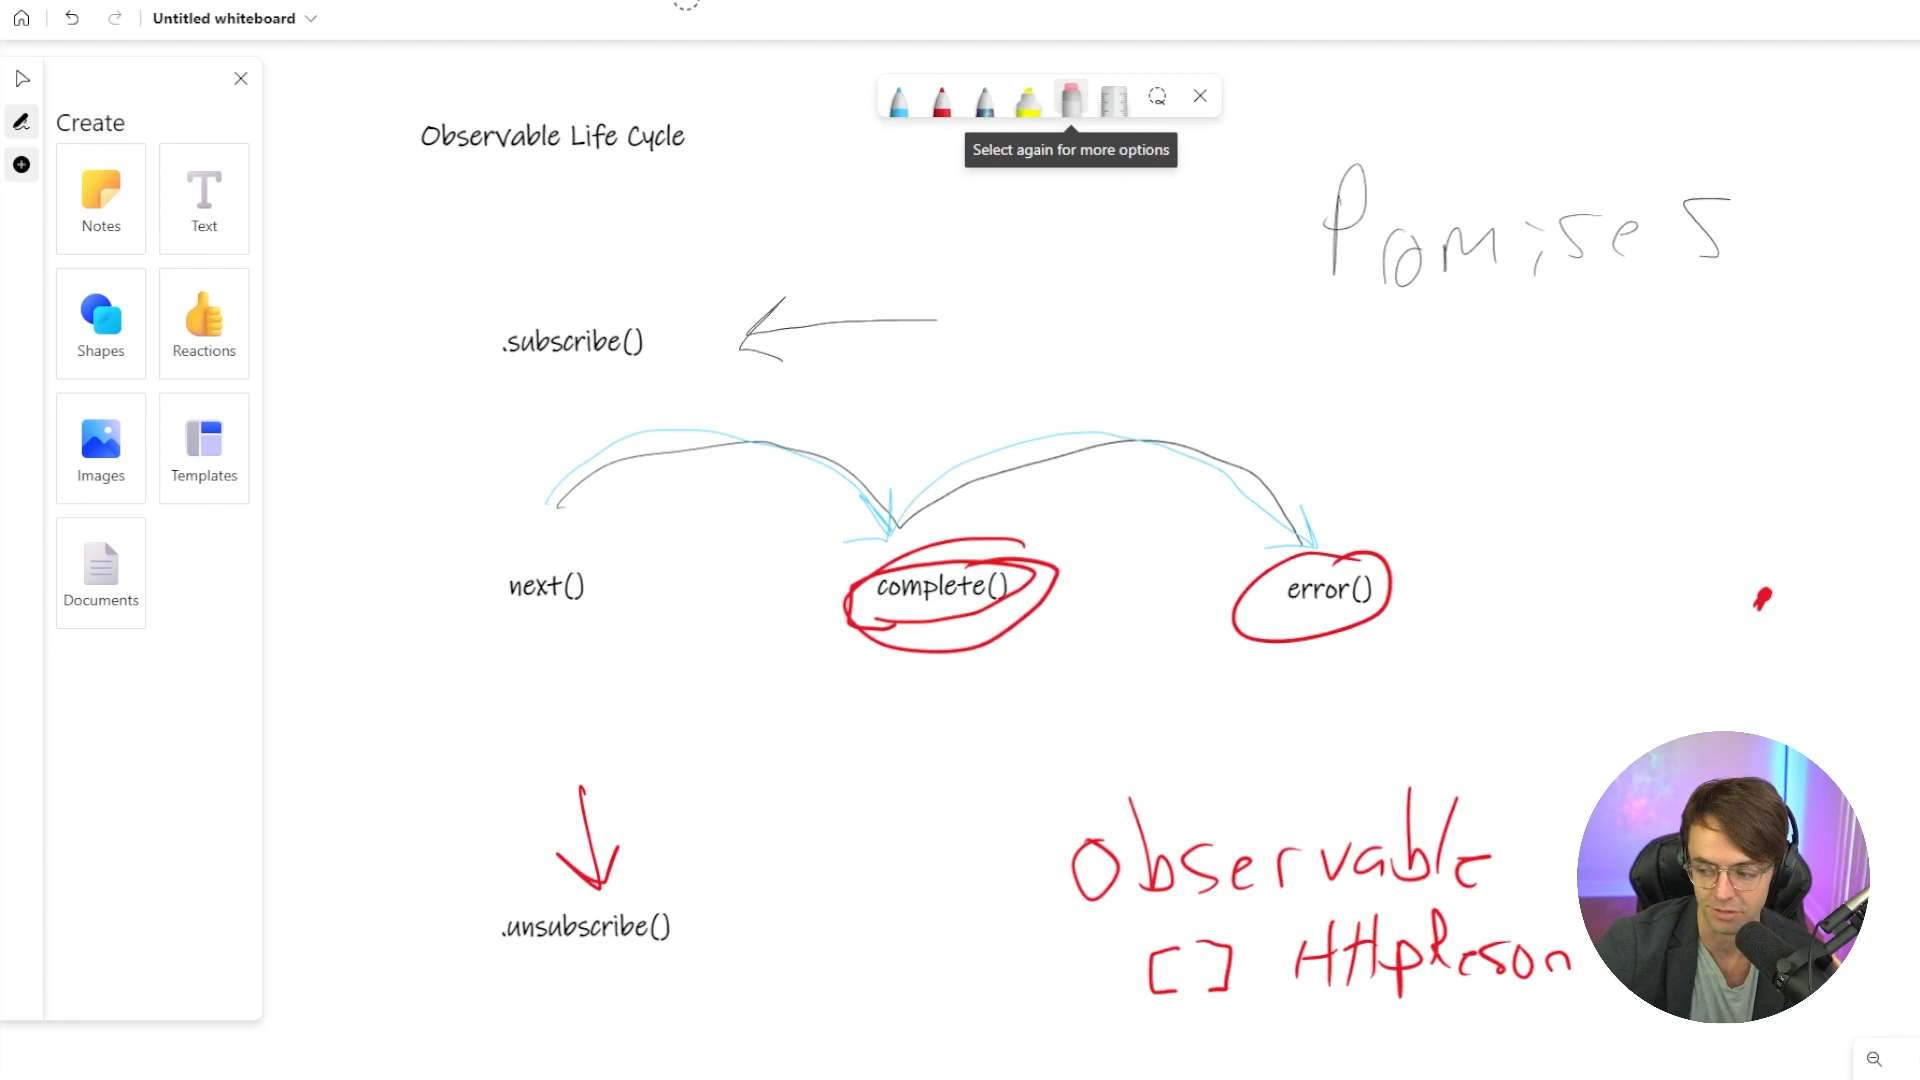 Untitled whiteboard
Create
Notes
Text
Shapes
Reactions
Images
Templates
Documents
Select again for more options
Observable Life Cycle
Promises
.subscribe()
next()
complete()
error()
.unsubscribe()
Observable
[]